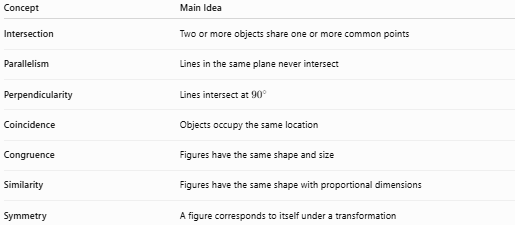 Concept Main Idea
Intersection Two or more objects share one or more common points
Parallelism Lines in the same plane never intersect
Perpendicularity Lines intersect at 90°
Coincidence Objects occupy the same location
Congruence Figures have the same shape and size
Similarity Figures have the same shape with proportional dimensions
Symmetry A figure corresponds to itself under a transformation